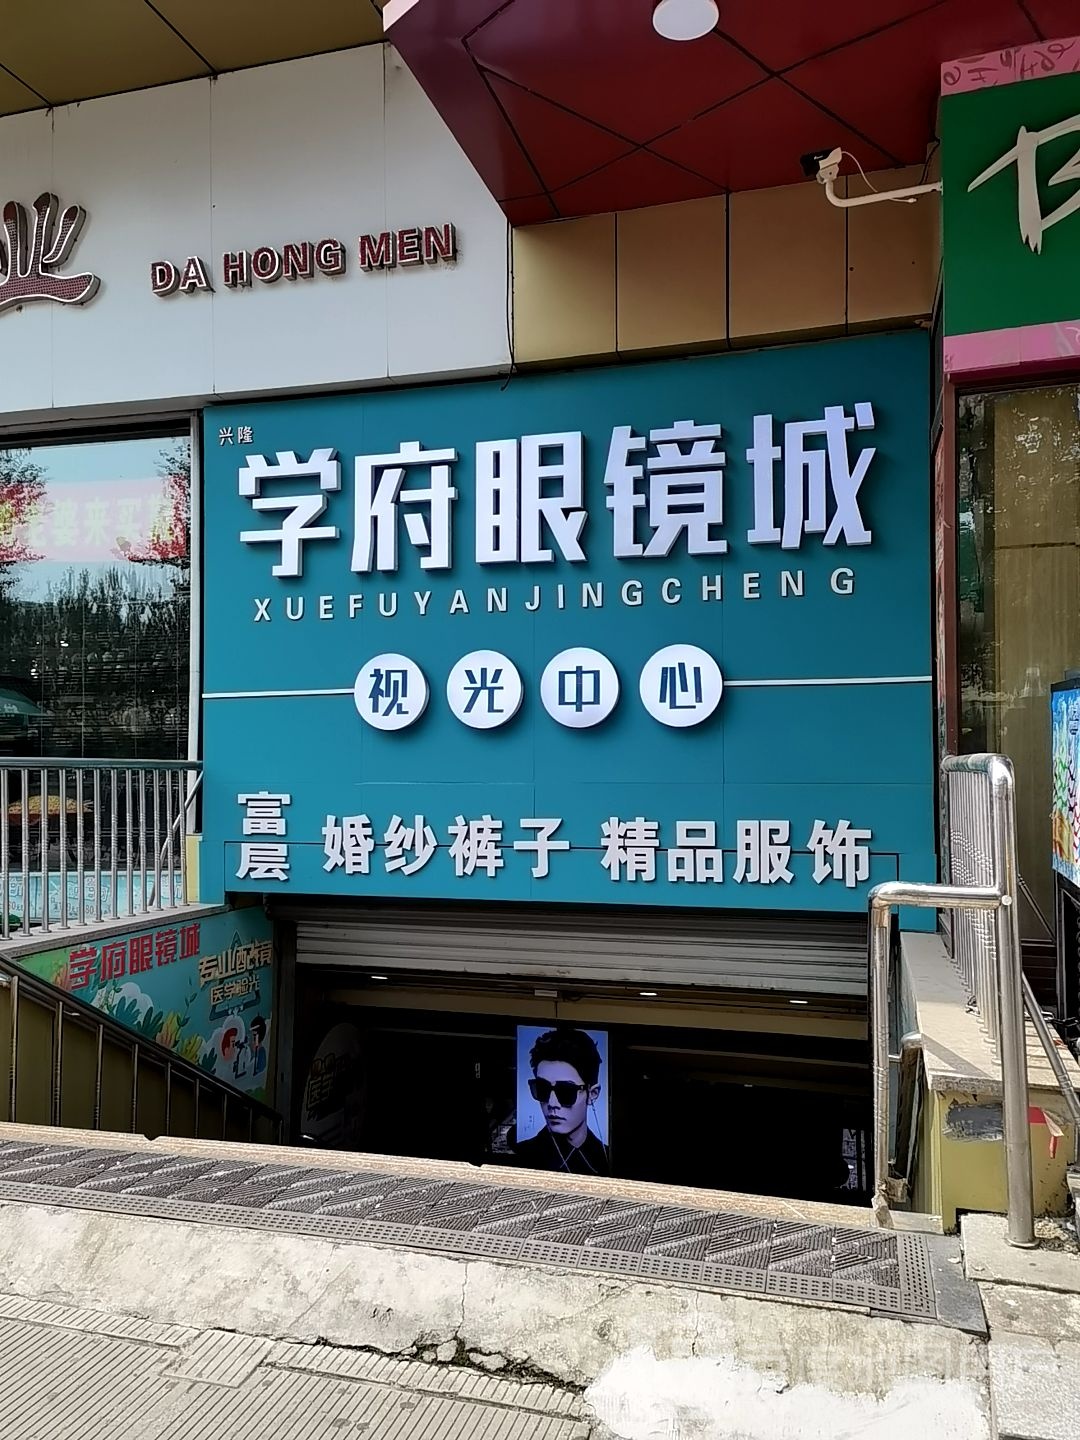 业
DA HONG MEN
兴隆
学府眼镜城
XUEFUYANJINGCHENG
视光中心
富层 婚纱裤子 精品服饰
学府眼镜城
专业配镜
医学验光